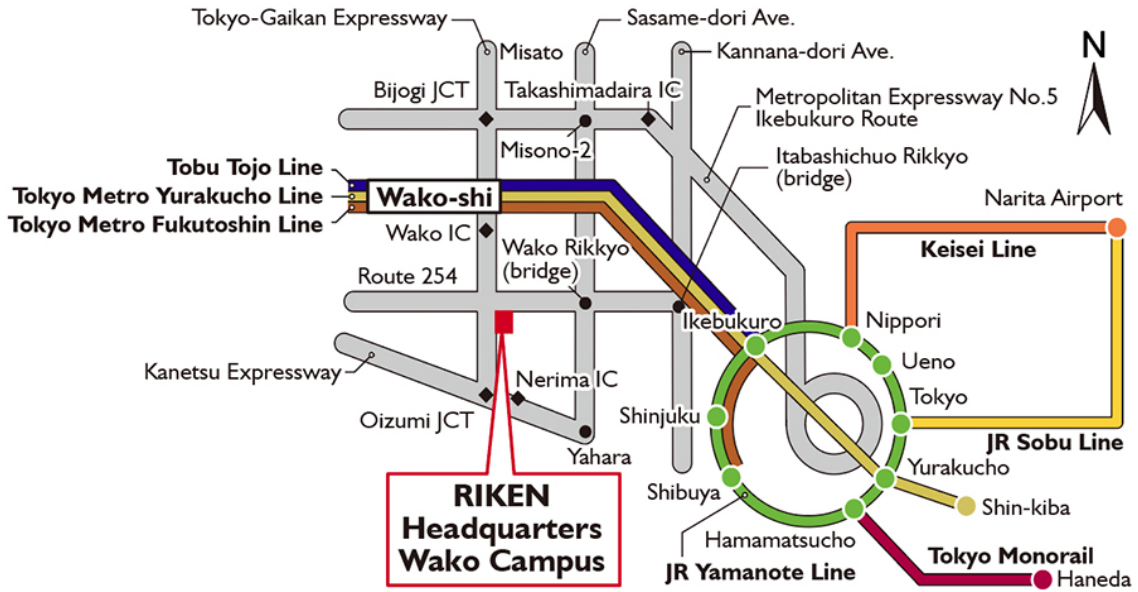 Tokyo-Gaikan Expressway
Sasame-dori Ave.
Misato
Kannana-dori Ave.
N
Bijogi JCT
Takashimadaira IC
Metropolitan Expressway No.5
Ikebukuro Route
Misono-2
Itabashichuo Rikkyo
(bridge)
Tobu Tojo Line
Tokyo Metro Yurakucho Line
Tokyo Metro Fukutoshin Line
Wako-shi
Narita Airport
Wako IC
Wako Rikkyo
(bridge)
Keisei Line
Route 254
Ikebukuro
Nippori
Ueno
Kanetsu Expressway
Nerima IC
Tokyo
Oizumi JCT
Shinjuku
JR Sobu Line
Yahara
Yurakucho
Shibuya
Shin-kiba
RIKEN
Headquarters
Wako Campus
Hamamatsucho
Tokyo Monorail
JR Yamanote Line
Haneda